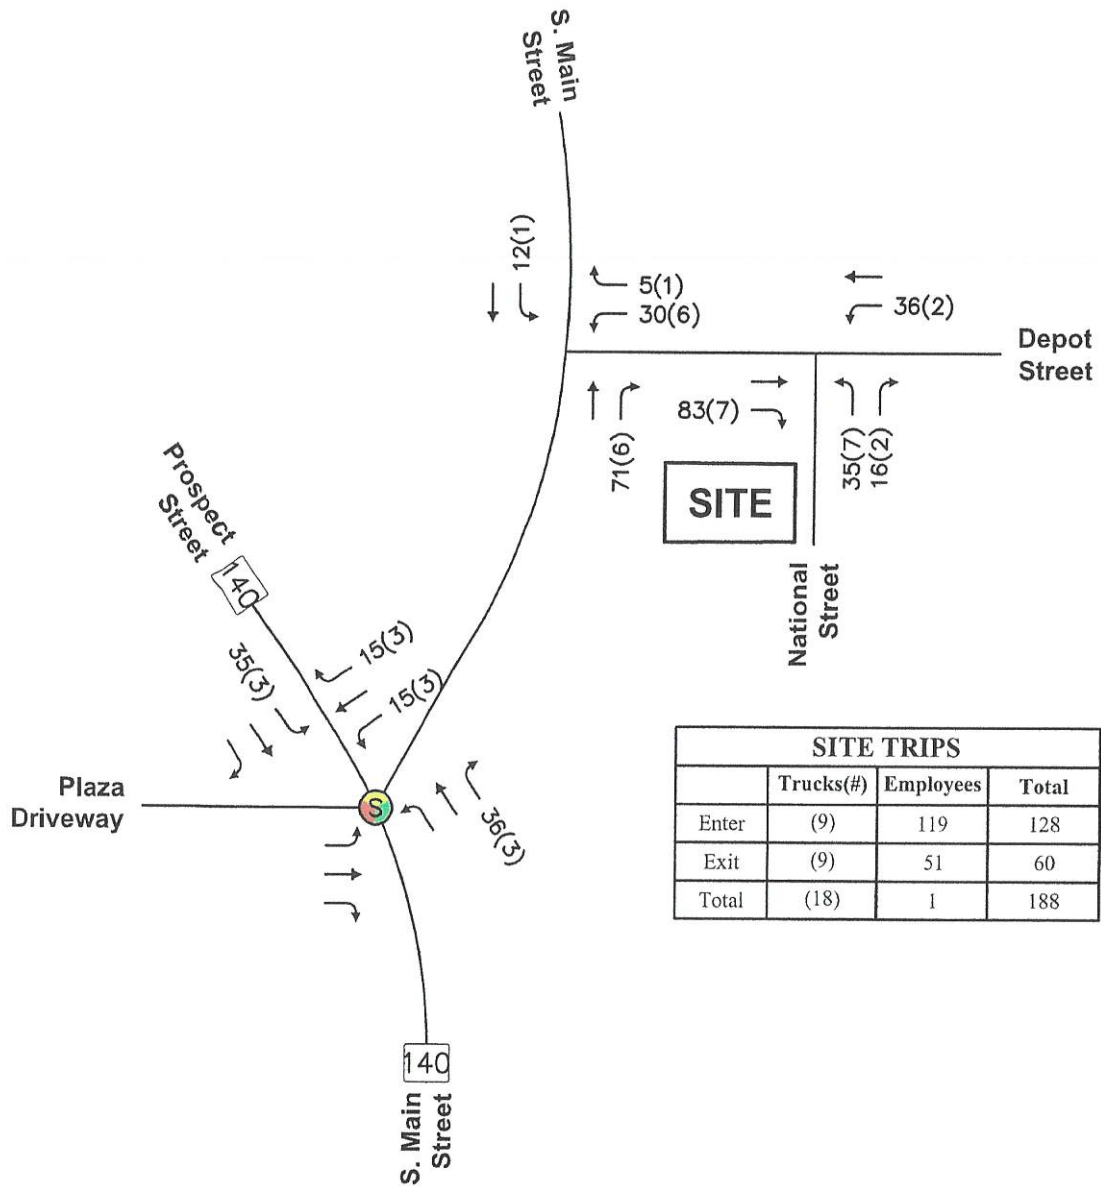 S. Main
Street
12(1)
5(1)
30(6)
36(2)
Depot
Street
71(6)
83(7)
35(7)
16(2)
SITE
National
Street
Prospect
Street
140
35(3)
15(3)
15(3)
36(3)
Plaza
Driveway
S
140
S. Main
Street
SITE TRIPS
Trucks(#) Employees Total
Enter (9) 119 128
Exit (9) 51 60
Total (18) 1 188